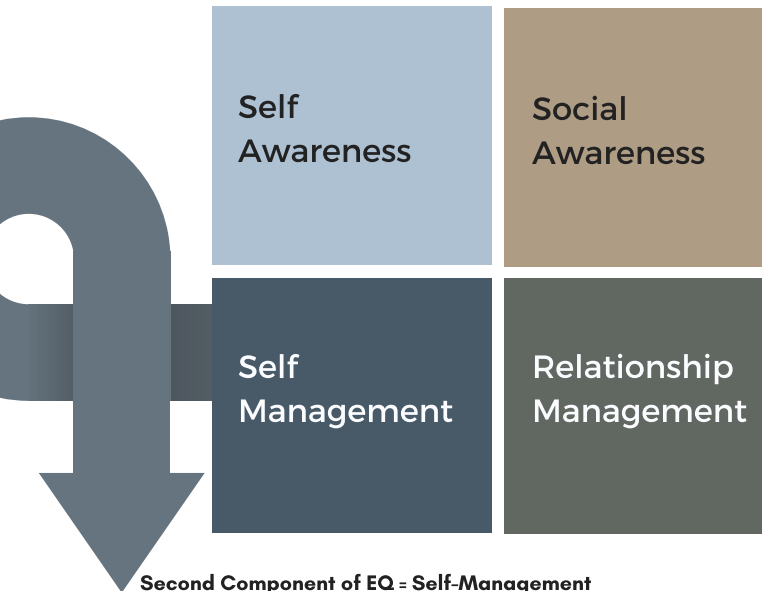 Self
Awareness
Social
Awareness
Self
Management
Relationship
Management
Second Component of EQ = Self-Management